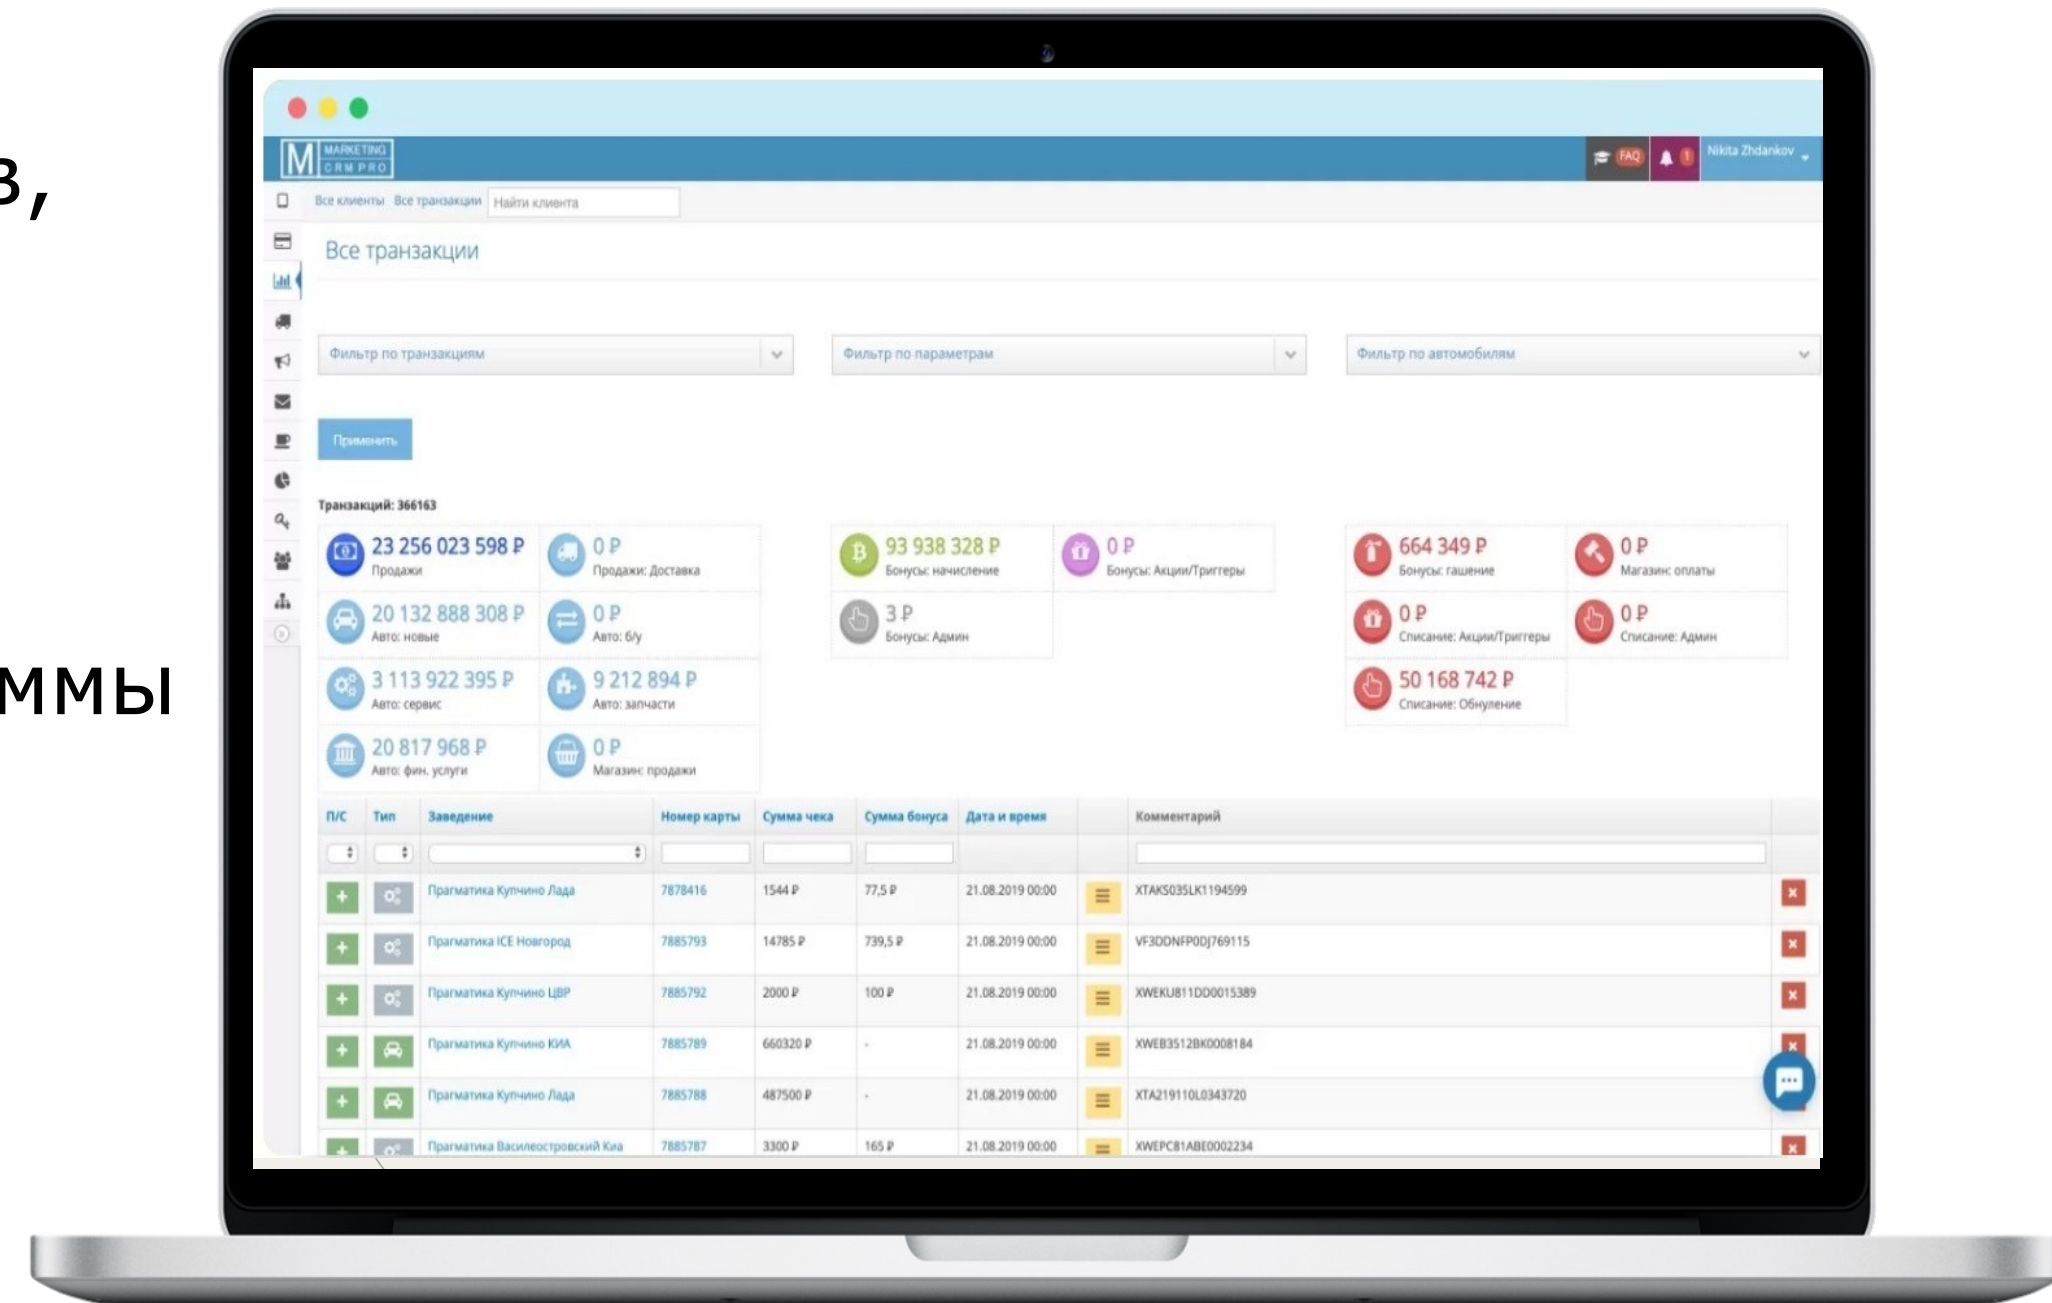 в,
ммы
MARKETING
CRM PRO
FAQ
1
Nikita Zhdankov
Все клиенты Все транзакции Найти клиента
Все транзакции
Фильтр по транзакциям Фильтр по параметрам Фильтр по автомобилям
Применить
Транзакций: 366163
23 256 023 598 ₽ 0 ₽ 93 938 328 ₽ 0 ₽ 664 349 ₽ 0 ₽
Продажи Продажи: Доставка Бонусы: начисление Бонусы: Акции/Триггеры Бонусы: гашение Магазин: оплаты
20 132 888 308 ₽ 0 ₽ 3 ₽ 0 ₽ 0 ₽
Авто: новые Авто: б/у Бонусы: Админ Списание: Акции/Триггеры Списание: Админ
3 113 922 395 ₽ 9 212 894 ₽ 50 168 742 ₽
Авто: сервис Авто: запчасти Списание: Обнуление
20 817 968 ₽ 0 ₽
Авто: фин. услуги Магазин: продажи
П/С Тип Заведение Номер карты Сумма чека Сумма бонуса Дата и время Комментарий
Прагматика Купчино Лада 7878416 1544 ₽ 77,5 ₽ 21.08.2019 00:00 XTAKS035LK1194599
Прагматика ICE Новгород 7885793 14785 ₽ 739,5 ₽ 21.08.2019 00:00 VF3DDNFP0DJ769115
Прагматика Купчино ЦВР 7885792 2000 ₽ 100 ₽ 21.08.2019 00:00 XWEKU811DD0015389
Прагматика Купчино КИА 7885789 660320 ₽ - 21.08.2019 00:00 XWEB3512BK0008184
Прагматика Купчино Лада 7885788 487500 ₽ - 21.08.2019 00:00 XTA219110L0343720
Прагматика Василеостровский Киа 7885787 3300 ₽ 165 ₽ 21.08.2019 00:00 XWEPC81ABE0002234